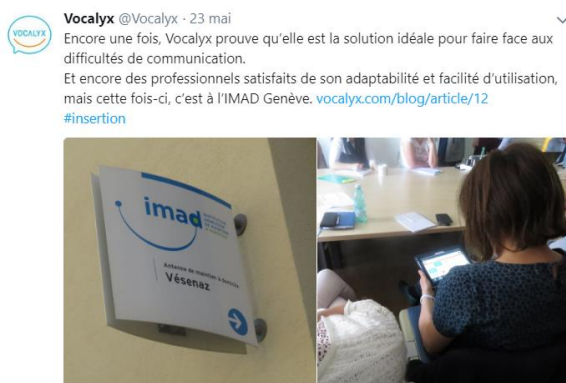 VOCALYX
Vocalyx @Vocalyx · 23 mai
Encore une fois, Vocalyx prouve qu'elle est la solution idéale pour faire face aux
difficultés de communication.
Et encore des professionnels satisfaits de son adaptabilité et facilité d'utilisation,
mais cette fois-ci, c'est à l'IMAD Genève. vocalyx.com/blog/article/12
#insertion
imad
Antenne de maintien à domicile
Vésenaz